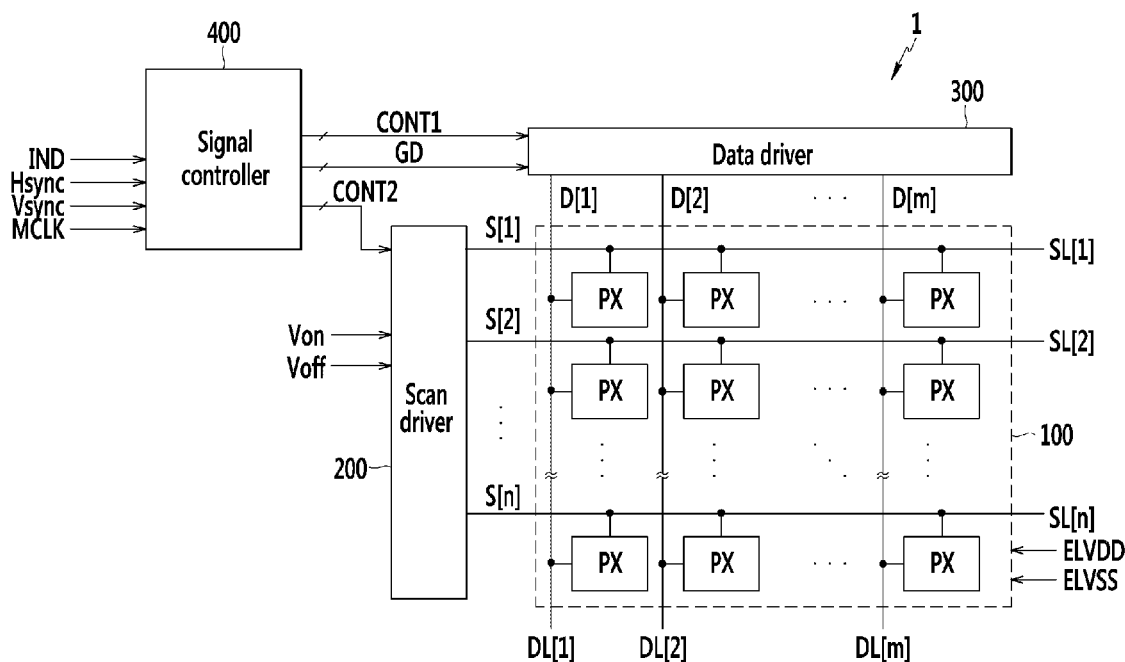 400
1
300
Signal
controller
CONT1
GD
CONT2
IND
Hsync
Vsync
MCLK
Data driver
D[1]
D[2]
D[m]
S[1]
SL[1]
PX
PX
PX
Von
Voff
S[2]
SL[2]
PX
PX
PX
Scan
driver
100
200
S[n]
SL[n]
PX
PX
PX
ELVDD
ELVSS
DL[1]
DL[2]
DL[m]